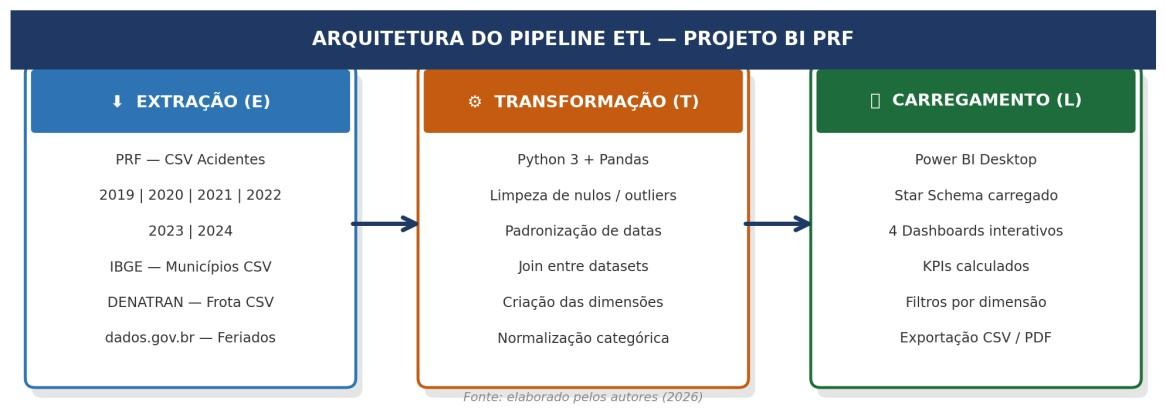 ARQUITETURA DO PIPELINE ETL — PROJETO BI PRF
⬇ EXTRAÇÃO (E)
PRF — CSV Acidentes
2019 | 2020 | 2021 | 2022
2023 | 2024
IBGE — Municípios CSV
DENATRAN — Frota CSV
dados.gov.br — Feriados
⚙ TRANSFORMAÇÃO (T)
Python 3 + Pandas
Limpeza de nulos / outliers
Padronização de datas
Join entre datasets
Criação das dimensões
Normalização categórica
CARREGAMENTO (L)
Power BI Desktop
Star Schema carregado
4 Dashboards interativos
KPIs calculados
Filtros por dimensão
Exportação CSV / PDF
Fonte: elaborado pelos autores (2026)